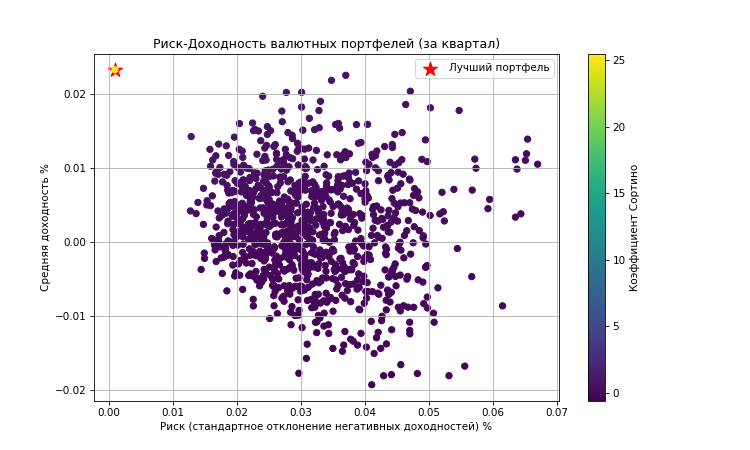 Риск-Доходность валютных портфелей (за квартал)
Лучший портфель
Средняя доходность %
0.02
0.01
0.00
−0.01
−0.02
0.00 0.01 0.02 0.03 0.04 0.05 0.06 0.07
Риск (стандартное отклонение негативных доходностей) %
25
20
15
10
5
0
Коэффициент Сортино